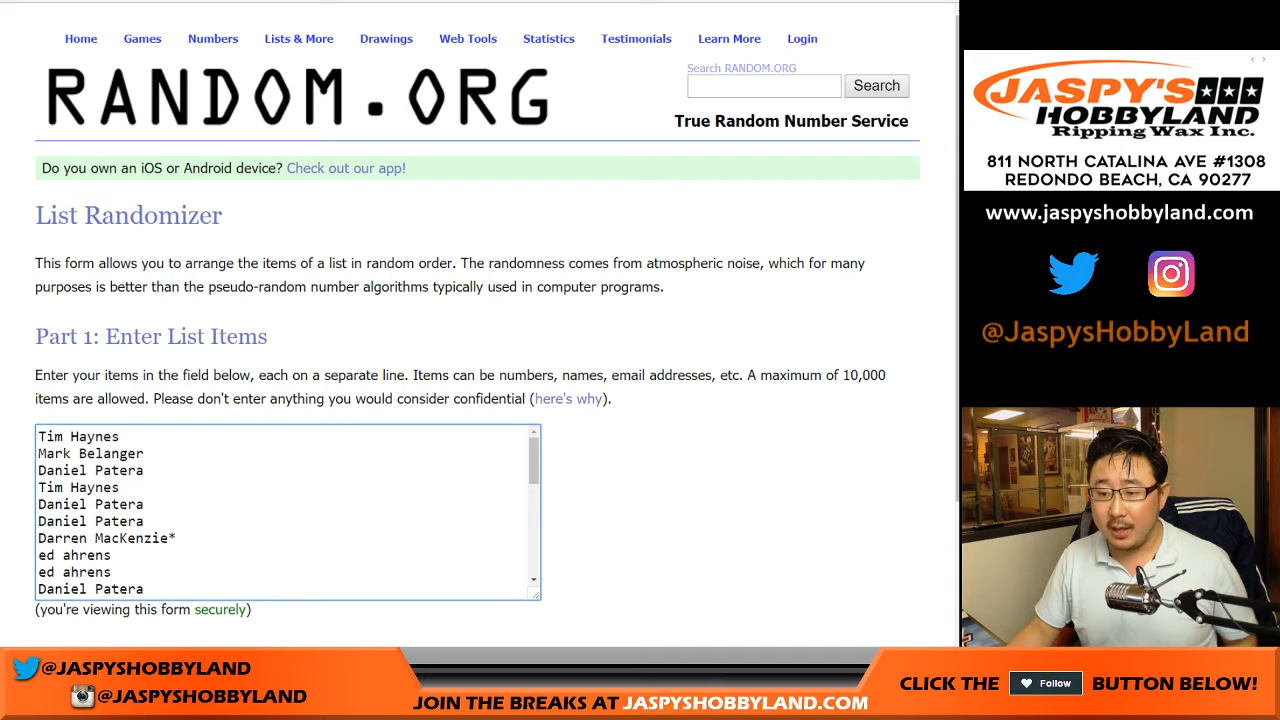 Home Games Numbers Lists & More Drawings Web Tools Statistics Testimonials Learn More Login
RANDOM.ORG
Search RANDOM.ORG
Search
True Random Number Service
Do you own an iOS or Android device? Check out our app!
List Randomizer
This form allows you to arrange the items of a list in random order. The randomness comes from atmospheric noise, which for many
purposes is better than the pseudo-random number algorithms typically used in computer programs.
Part 1: Enter List Items
Enter your items in the field below, each on a separate line. Items can be numbers, names, email addresses, etc. A maximum of 10,000
items are allowed. Please don't enter anything you would consider confidential (here's why).
Tim Haynes
Mark Belanger
Daniel Patera
Tim Haynes
Daniel Patera
Daniel Patera
Darren MacKenzie*
ed ahrens
ed ahrens
Daniel Patera
(you're viewing this form securely)
JASPY'S
HOBBYLAND
Ripping Wax Inc.
811 NORTH CATALINA AVE #1308
REDONDO BEACH, CA 90277
www.jaspyshobbyland.com
@JaspysHobbyLand
@JASPYSHOBBYLAND
@JASPYSHOBBYLAND
JOIN THE BREAKS AT JASPYSHOBBYLAND.COM
CLICK THE Follow BUTTON BELOW!